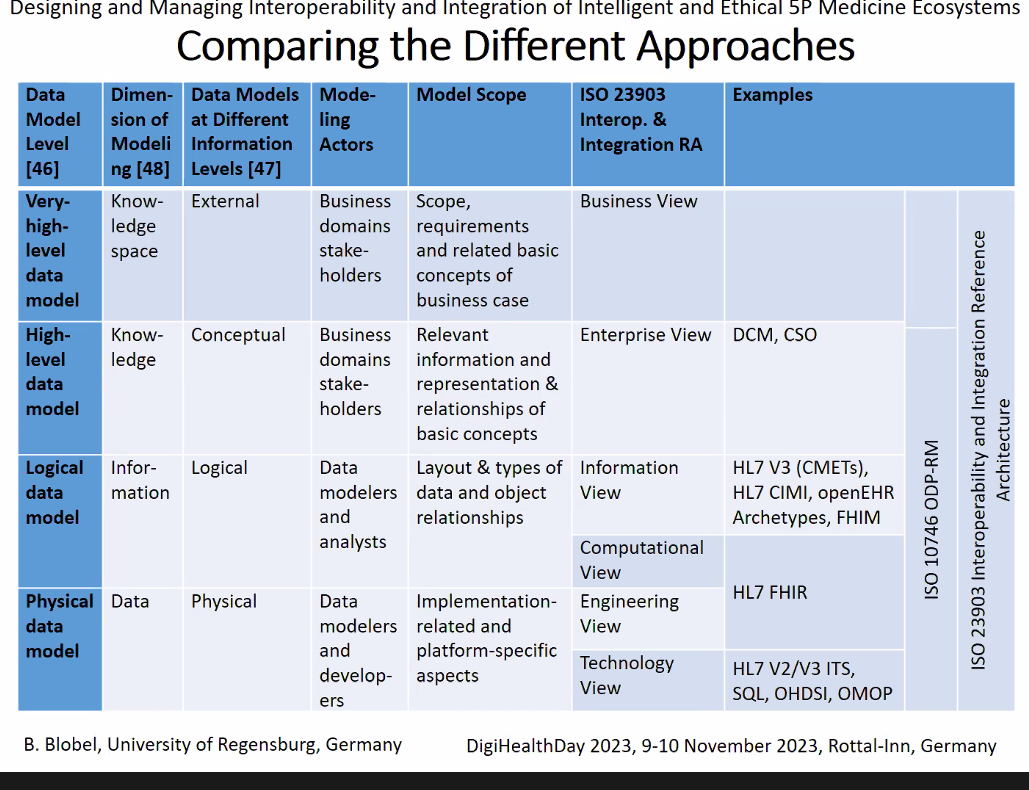 Designing and Managing Interoperability and Integration of Intelligent and Ethical 5P Medicine Ecosystems
Comparing the Different Approaches
Data
Model
Level
[46]
Dimen-
sion of
Modeli
ng [48]
Data Models
at Different
Information
Levels [47]
Mode-
ling
Actors
Model Scope
ISO 23903
Interop. &
Integration RA
Examples
Very-
high-
level
data
model
Know-
ledge
space
External
Business
domains
stake-
holders
Scope,
requirements
and related basic
concepts of
business case
Business View
High-
level
data
model
Know-
ledge
Conceptual
Business
domains
stake-
holders
Relevant
information and
representation &
relationships of
basic concepts
Enterprise View
DCM, CSO
Logical
data
model
Infor-
mation
Logical
Data
modelers
and
analysts
Layout & types of
data and object
relationships
Information
View
HL7 V3 (CMETs),
HL7 CIMI, openEHR
Archetypes, FHIM
Computational
View
HL7 FHIR
Physical
data
model
Data
Physical
Data
modelers
and
develop-
ers
Implementation-
related and
platform-specific
aspects
Engineering
View
Technology
View
HL7 V2/V3 ITS,
SQL, OHDSI, OMOP
ISO 10746 ODP-RM
ISO 23903 Interoperability and Integration Reference
Architecture
B. Blobel, University of Regensburg, Germany
DigiHealthDay 2023, 9-10 November 2023, Rottal-Inn, Germany